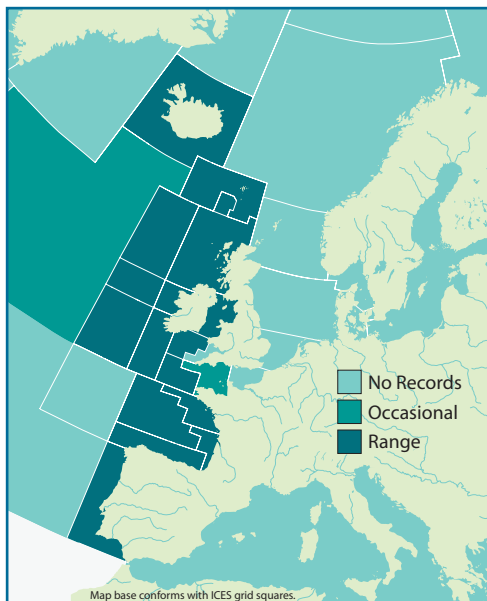 No Records
Occasional
Range
Map base conforms with ICES grid squares.